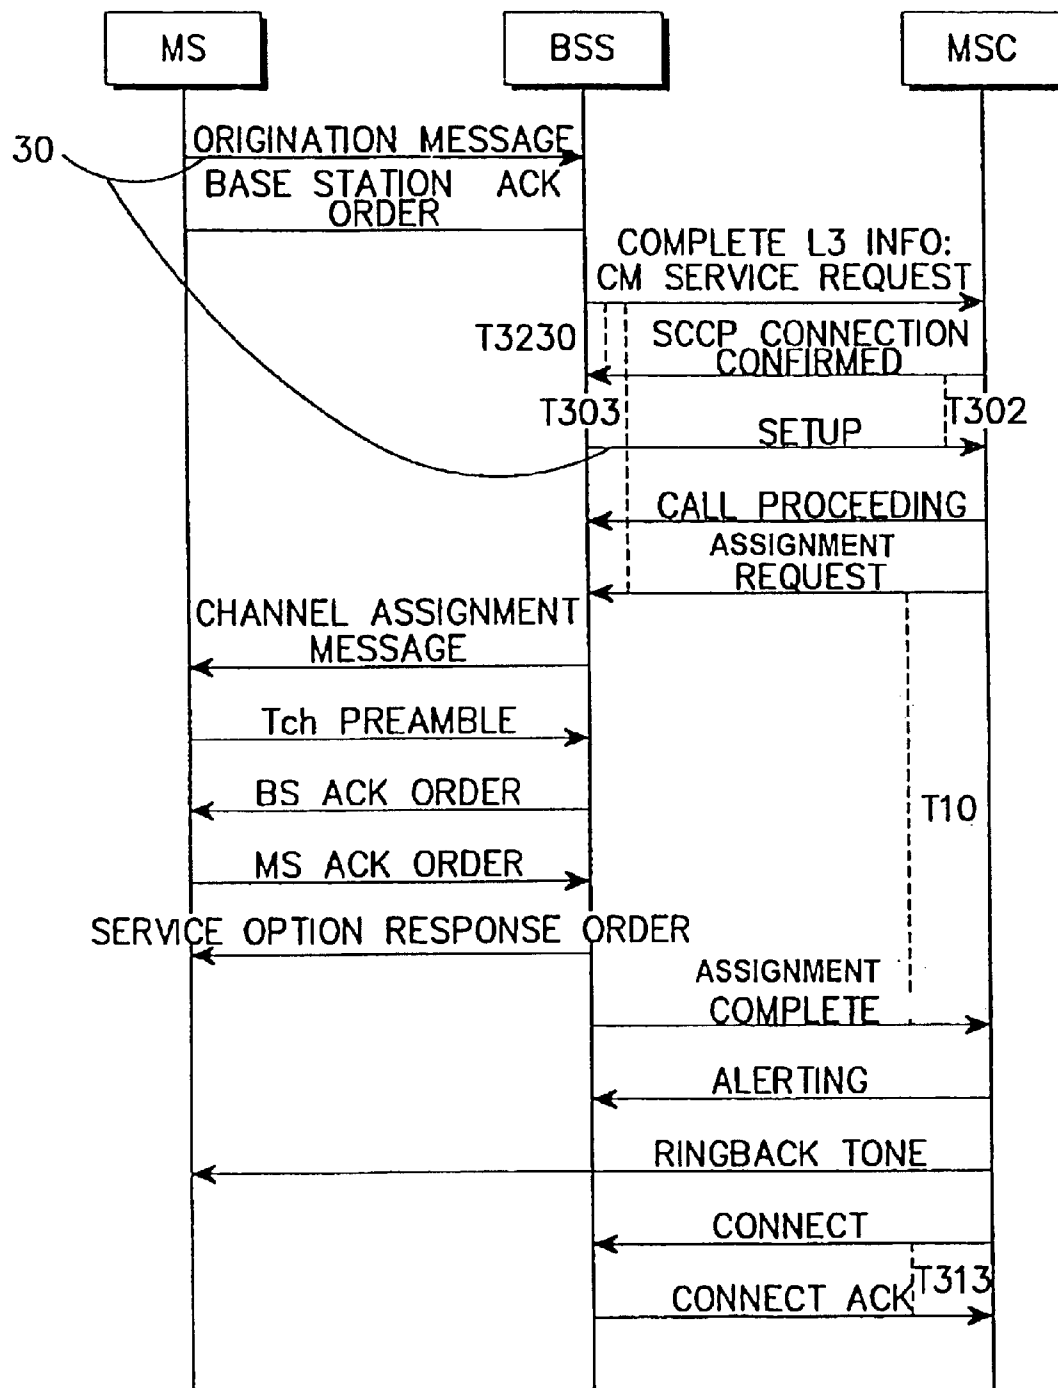 MS
BSS
MSC
30
ORIGINATION MESSAGE
BASE STATION ACK
ORDER
COMPLETE L3 INFO:
CM SERVICE REQUEST
T3230
SCCP CONNECTION
CONFIRMED
T303
T302
SETUP
CALL PROCEEDING
ASSIGNMENT
REQUEST
CHANNEL ASSIGNMENT
MESSAGE
Tch PREAMBLE
BS ACK ORDER
T10
MS ACK ORDER
SERVICE OPTION RESPONSE ORDER
ASSIGNMENT
COMPLETE
ALERTING
RINGBACK TONE
CONNECT
T313
CONNECT ACK